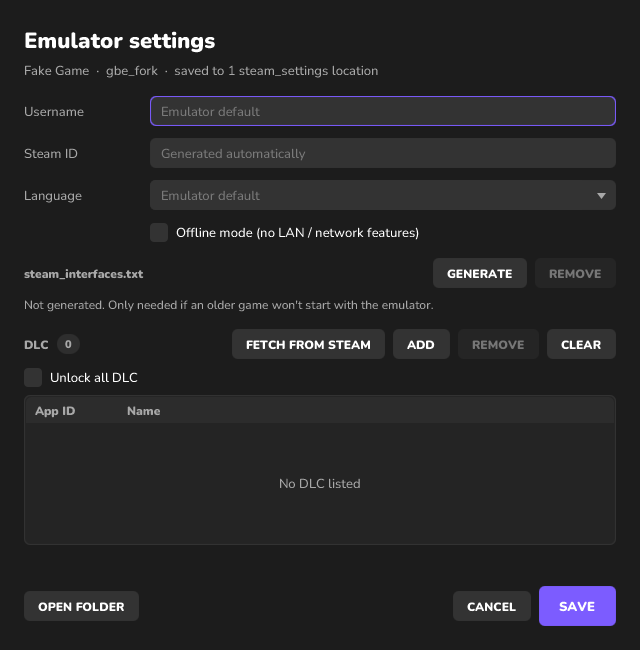 Emulator settings
Fake Game · gbe_fork · saved to 1 steam_settings location
Username Emulator default
Steam ID Generated automatically
Language Emulator default
Offline mode (no LAN / network features)
steam_interfaces.txt GENERATE REMOVE
Not generated. Only needed if an older game won't start with the emulator.
DLC 0 FETCH FROM STEAM ADD REMOVE CLEAR
Unlock all DLC
App ID Name
No DLC listed
OPEN FOLDER CANCEL SAVE